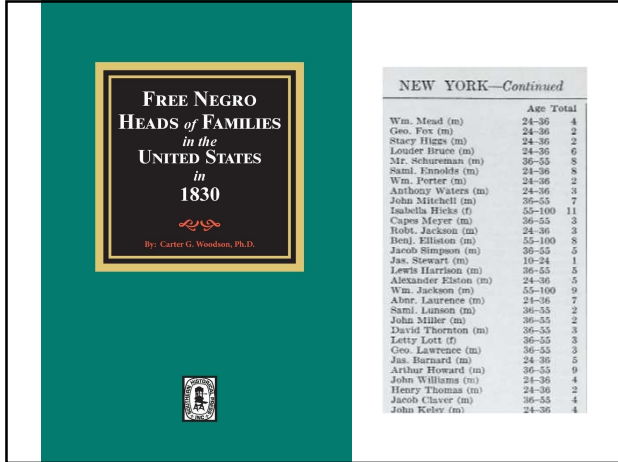 FREE NEGRO
HEADS of FAMILIES
in the
UNITED STATES
in
1830
By: Carter G. Woodson, Ph.D.
SOUTHERN HISTORICAL PRESS
INC
NEW YORK—Continued
Age Total
Wm. Mead (m) 24–36 4
Geo. Fox (m) 24–36 2
Stacy Higgs (m) 24–36 2
Louder Bruce (m) 24–36 6
Mr. Schureman (m) 36–55 8
Saml. Ennolds (m) 24–36 8
Wm. Porter (m) 24–36 2
Anthony Waters (m) 24–36 3
John Mitchell (m) 36–55 7
Isabella Hicks (f) 55–100 11
Capes Meyer (m) 36–55 3
Robt. Jackson (m) 24–36 3
Benj. Elliston (m) 55–100 8
Jacob Simpson (m) 36–55 5
Jas. Stewart (m) 10–24 1
Lewis Harrison (m) 36–55 5
Alexander Elston (m) 24–36 5
Wm. Jackson (m) 55–100 9
Abnr. Laurence (m) 24–36 7
Saml. Lunson (m) 36–55 2
John Miller (m) 36–55 2
David Thornton (m) 36–55 3
Letty Lott (f) 36–55 3
Geo. Lawrence (m) 36–55 3
Jas. Barnard (m) 24–36 5
Arthur Howard (m) 36–55 9
John Williams (m) 24–36 4
Henry Thomas (m) 24–36 2
Jacob Claver (m) 36–55 4
John Kelsy (m) 24–36 4